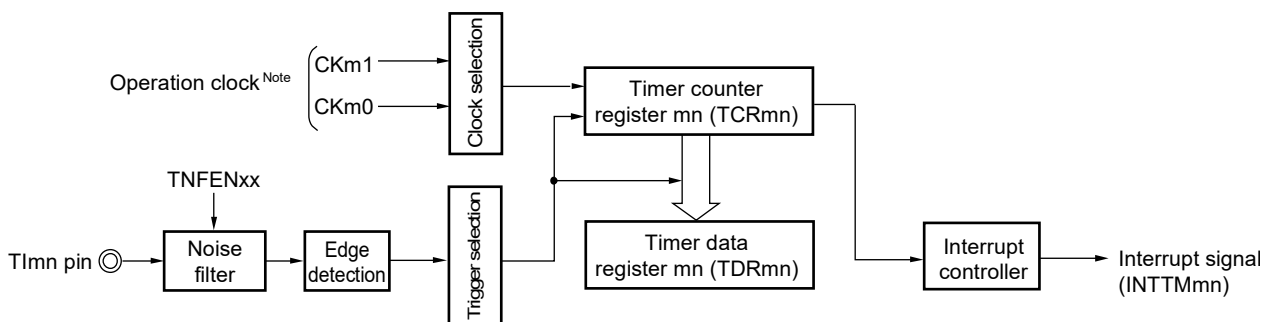 Operation clock Note
CKm1
CKm0
Clock selection
Timer counter
register mn (TCRmn)
TNFENxx
TImn pin
Noise
filter
Edge
detection
Trigger selection
Timer data
register mn (TDRmn)
Interrupt
controller
Interrupt signal
(INTTMmn)